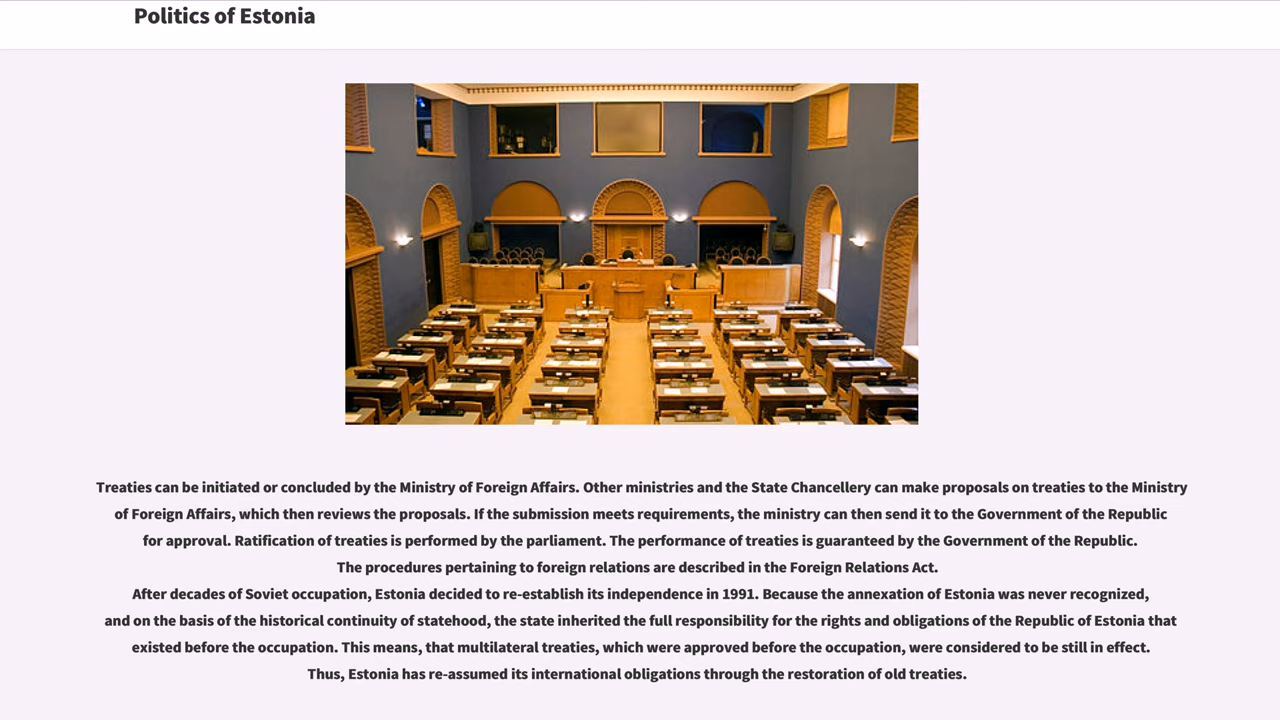 Politics of Estonia
Treaties can be initiated or concluded by the Ministry of Foreign Affairs. Other ministries and the State Chancellery can make proposals on treaties to the Ministry
of Foreign Affairs, which then reviews the proposals. If the submission meets requirements, the ministry can then send it to the Government of the Republic
for approval. Ratification of treaties is performed by the parliament. The performance of treaties is guaranteed by the Government of the Republic.
The procedures pertaining to foreign relations are described in the Foreign Relations Act.
After decades of Soviet occupation, Estonia decided to re-establish its independence in 1991. Because the annexation of Estonia was never recognized,
and on the basis of the historical continuity of statehood, the state inherited the full responsibility for the rights and obligations of the Republic of Estonia that
existed before the occupation. This means, that multilateral treaties, which were approved before the occupation, were considered to be still in effect.
Thus, Estonia has re-assumed its international obligations through the restoration of old treaties.